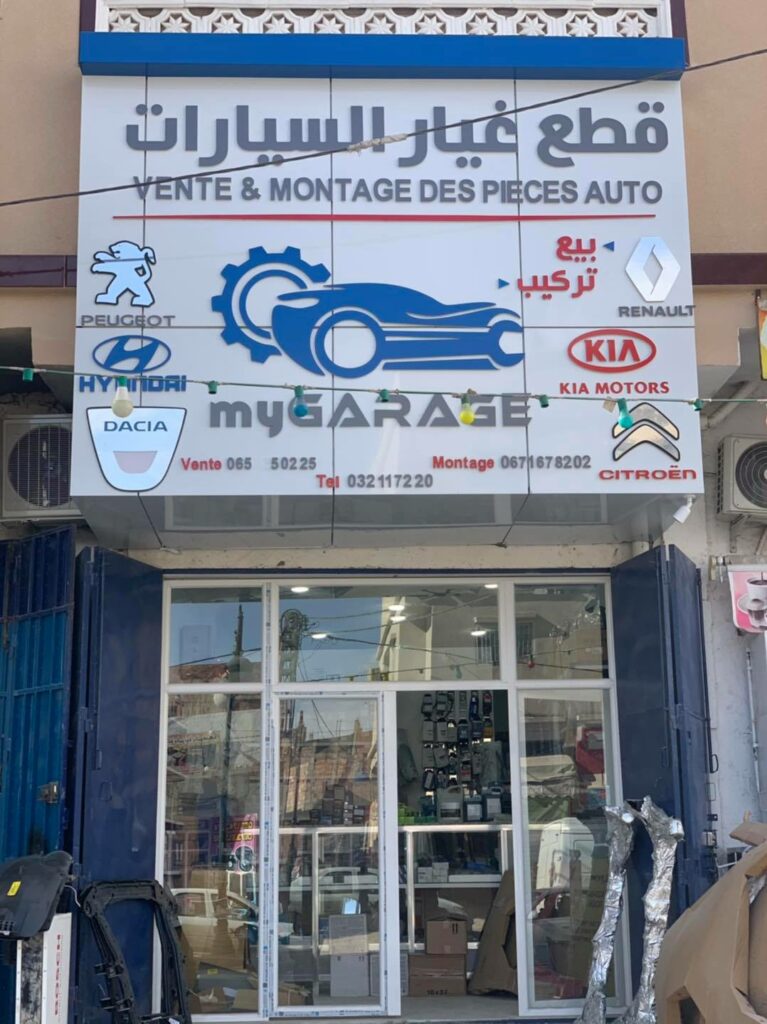 قطع غيار السيارات
VENTE & MONTAGE DES PIECES AUTO
بيع
تركيب
PEUGEOT
RENAULT
HYUNDAI
KIA
KIA MOTORS
DACIA
myGARAGE
CITROËN
Vente 065 50225
Montage 0671678202
Tel 032117220